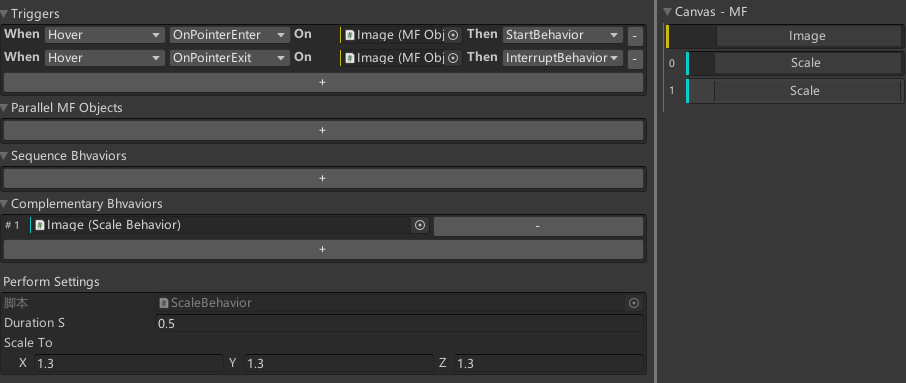 Triggers
When Hover OnPointerEnter On Image (MF Obj Then StartBehavior -
When Hover OnPointerExit On Image (MF Obj Then InterruptBehavior -
+
Parallel MF Objects
+
Sequence Bhvaviors
+
Complementary Bhvaviors
# 1 Image (Scale Behavior) -
+
Perform Settings
脚本 ScaleBehavior
Duration S 0.5
Scale To
X 1.3 Y 1.3 Z 1.3
Canvas - MF
Image
0 Scale
1 Scale